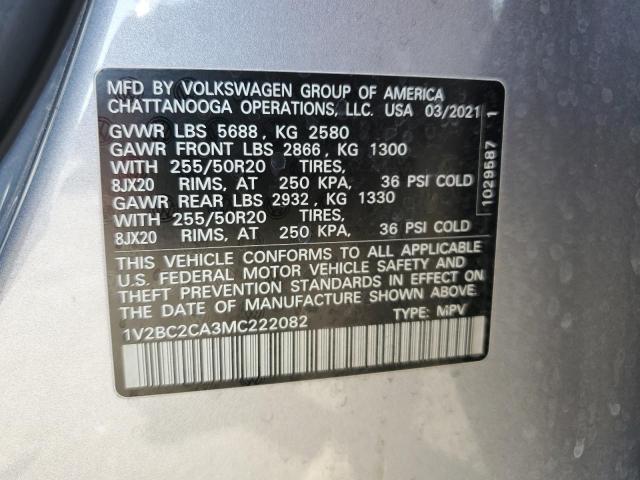 MFD BY VOLKSWAGEN GROUP OF AMERICA
CHATTANOOGA OPERATIONS, LLC. USA 03/2021
GVWR LBS 5688, KG 2580
GAWR FRONT LBS 2866, KG 1300
WITH 255/50R20 TIRES,
8JX20 RIMS, AT 250 KPA, 36 PSI COLD
GAWR REAR LBS 2932, KG 1330
WITH 255/50R20 TIRES,
8JX20 RIMS, AT 250 KPA, 36 PSI COLD
THIS VEHICLE CONFORMS TO ALL APPLICABLE
U.S. FEDERAL MOTOR VEHICLE SAFETY AND
THEFT PREVENTION STANDARDS IN EFFECT ON
THE DATE OF MANUFACTURE SHOWN ABOVE.
1V2BC2CA3MC222082 TYPE: MPV
1029587 1